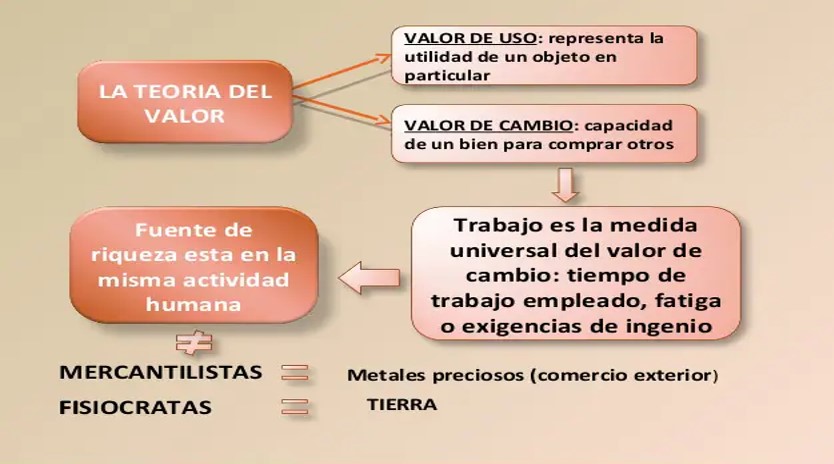 LA TEORIA DEL
VALOR
VALOR DE USO: representa la
utilidad de un objeto en
particular
VALOR DE CAMBIO: capacidad
de un bien para comprar otros
Trabajo es la medida
universal del valor de
cambio: tiempo de
trabajo empleado, fatiga
o exigencias de ingenio
Fuente de
riqueza esta en la
misma actividad
humana
≠
MERCANTILISTAS = Metales preciosos (comercio exterior)
FISIOCRATAS = TIERRA